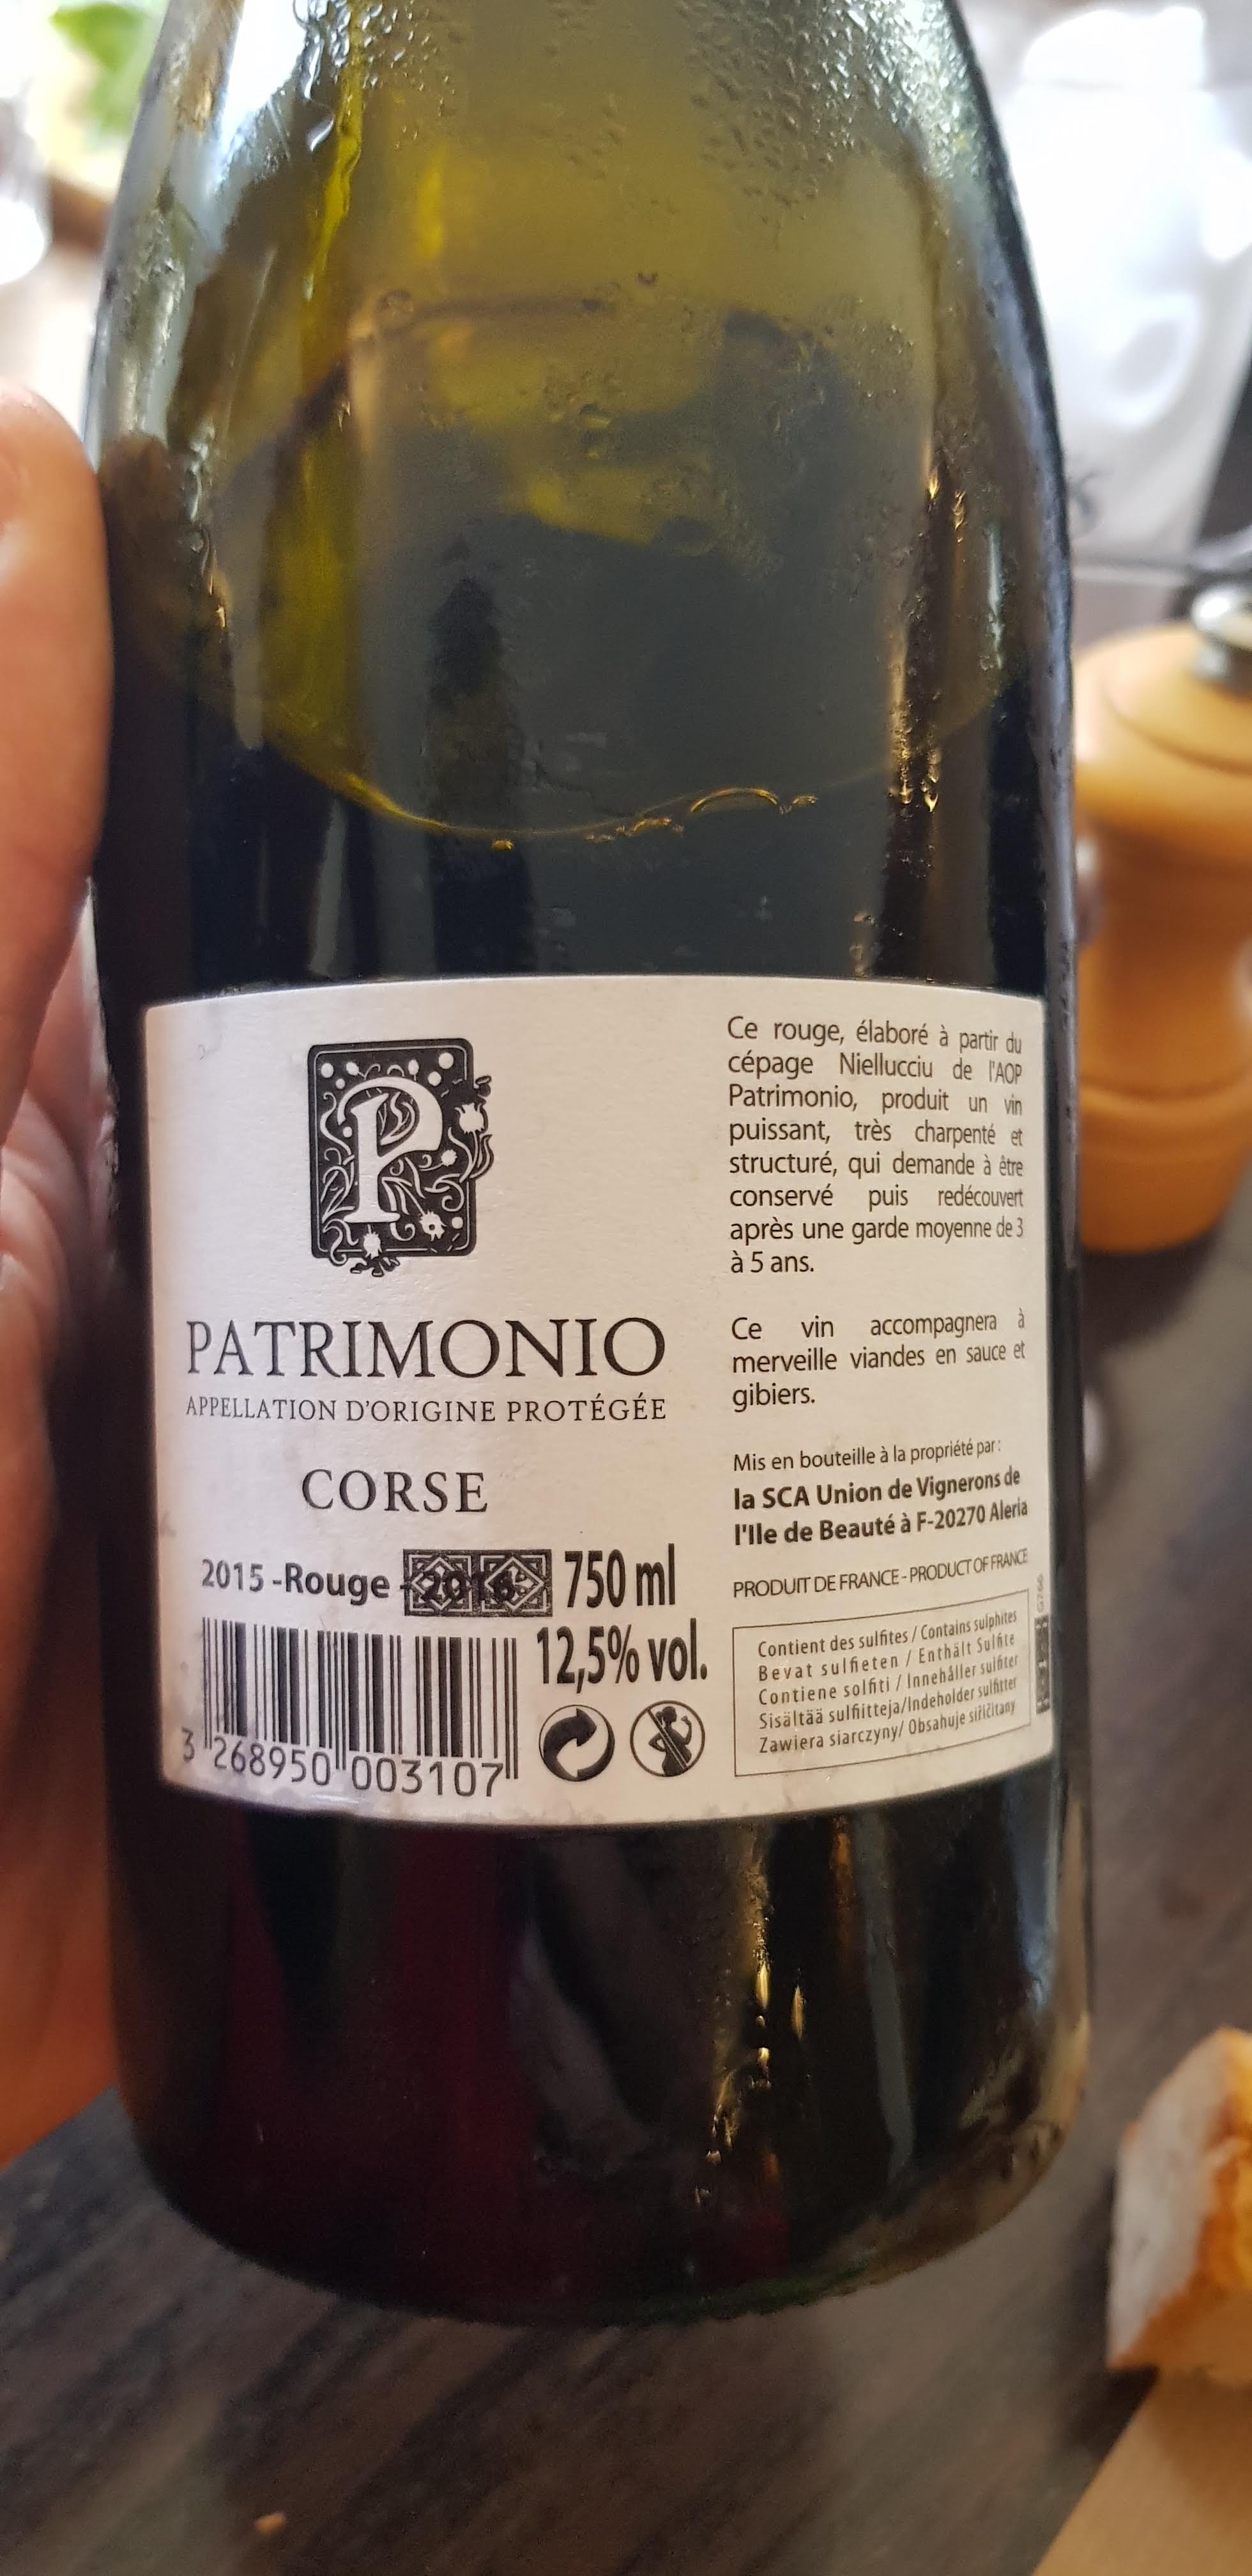 P
PATRIMONIO
APPELLATION D'ORIGINE PROTÉGÉE
CORSE
2015 - Rouge - 2016 750 ml
12,5% vol.
3 268950 003107
Ce rouge, élaboré à partir du
cépage Niellucciu de l'AOP
Patrimonio, produit un vin
puissant, très charpenté et
structuré, qui demande à être
conservé puis redécouvert
après une garde moyenne de 3
à 5 ans.
Ce vin accompagnera à
merveille viandes en sauce et
gibiers.
Mis en bouteille à la propriété par :
la SCA Union de Vignerons de
l'Ile de Beauté à F-20270 Aleria
PRODUIT DE FRANCE - PRODUCT OF FRANCE
Contient des sulfites / Contains sulphites
Bevat sulfieten / Enthält Sulfite
Contiene solfiti / Innehåller sulfiter
Sisältää sulfiitteja/Indeholder sulfitter
Zawiera siarczyny/ Obsahuje siřičitany